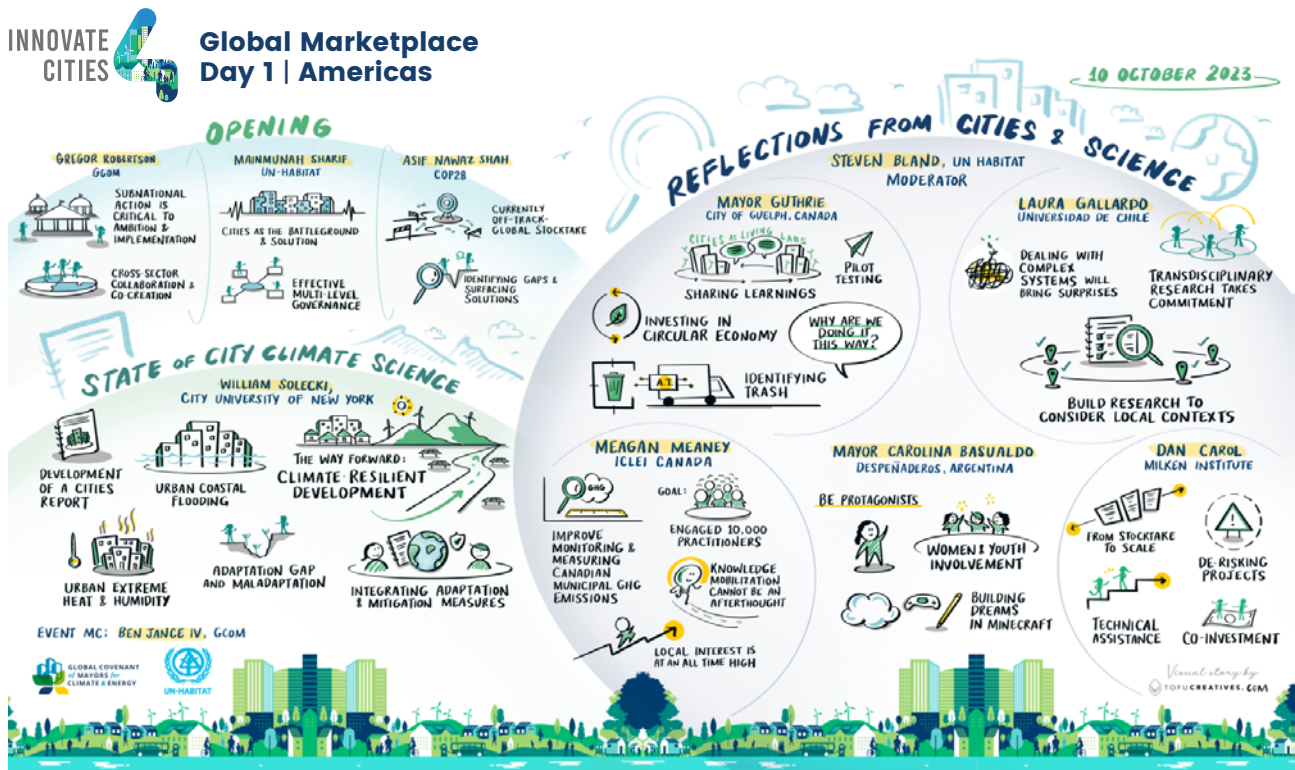 INNOVATE
CITIES
Global Marketplace
Day 1 | Americas
10 OCTOBER 2023
OPENING
GREGOR ROBERTSON
GCOM
SUBNATIONAL
ACTION IS
CRITICAL TO
AMBITION &
IMPLEMENTATION
CROSS-SECTOR
COLLABORATION &
CO-CREATION
MAINMUNAH SHARIF
UN-HABITAT
CITIES AS THE BATTLEGROUND
& SOLUTION
EFFECTIVE
MULTI-LEVEL
GOVERNANCE
ASIF NAWAZ SHAH
COP28
CURRENTLY
OFF-TRACK-
GLOBAL STOCKTAKE
IDENTIFYING GAPS &
SURFACING
SOLUTIONS
STATE OF CITY CLIMATE SCIENCE
WILLIAM SOLECKI,
CITY UNIVERSITY OF NEW YORK
DEVELOPMENT
OF A CITIES
REPORT
URBAN COASTAL
FLOODING
THE WAY FORWARD:
CLIMATE-RESILIENT
DEVELOPMENT
URBAN EXTREME
HEAT & HUMIDITY
ADAPTATION GAP
AND MALADAPTATION
INTEGRATING ADAPTATION
& MITIGATION MEASURES
EVENT MC: BEN JANCE IV, GCOM
GLOBAL COVENANT
of MAYORS for
CLIMATE & ENERGY
UN-HABITAT
REFLECTIONS FROM CITIES & SCIENCE
STEVEN BLAND, UN HABITAT
MODERATOR
MAYOR GUTHRIE
CITY OF GUELPH, CANADA
CITIES AS LIVING LABS
SHARING LEARNINGS
PILOT
TESTING
INVESTING IN
CIRCULAR ECONOMY
WHY ARE WE
DOING IT
THIS WAY?
A.I.
IDENTIFYING
TRASH
LAURA GALLARDO
UNIVERSIDAD DE CHILE
DEALING WITH
COMPLEX
SYSTEMS WILL
BRING SURPRISES
TRANSDISCIPLINARY
RESEARCH TAKES
COMMITMENT
BUILD RESEARCH TO
CONSIDER LOCAL CONTEXTS
MEAGAN MEANEY
ICLEI CANADA
GHG
IMPROVE
MONITORING &
MEASURING
CANADIAN
MUNICIPAL GHG
EMISSIONS
GOAL:
ENGAGED 10,000
PRACTITIONERS
KNOWLEDGE
MOBILIZATION
CANNOT BE AN
AFTERTHOUGHT
LOCAL INTEREST IS
AT AN ALL TIME HIGH
MAYOR CAROLINA BASUALDO
DESPEÑADEROS, ARGENTINA
BE PROTAGONISTS
WOMEN & YOUTH
INVOLVEMENT
BUILDING
DREAMS
IN MINECRAFT
DAN CAROL
MILKEN INSTITUTE
FROM STOCKTAKE
TO SCALE
DE-RISKING
PROJECTS
TECHNICAL
ASSISTANCE
CO-INVESTMENT
Visual story by
TOFUCREATIVES.COM